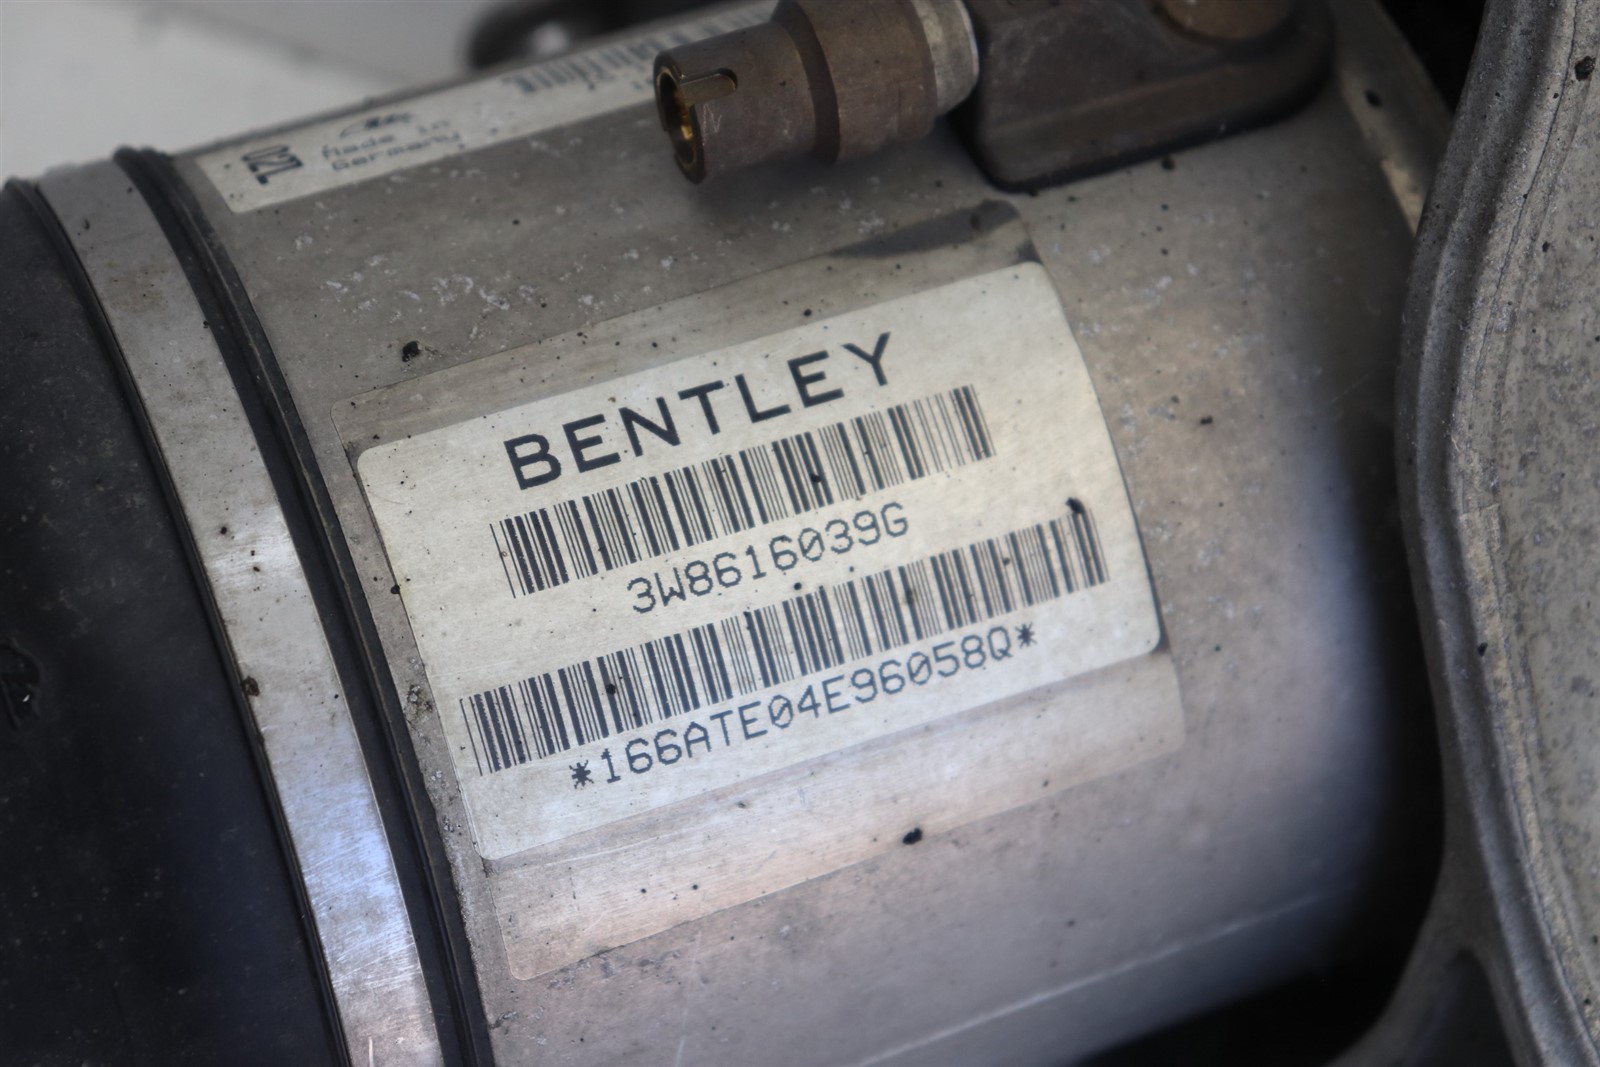 Made in
Germany
BENTLEY
3W8616039G
*166ATE04E96058Q*